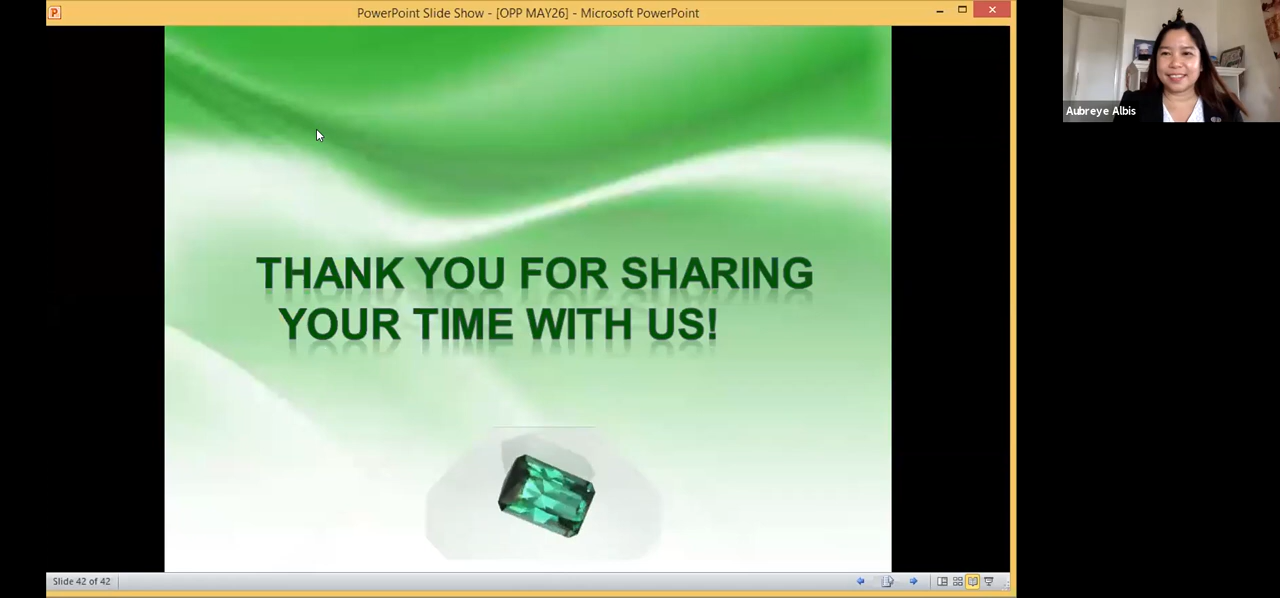 PowerPoint Slide Show - [OPP MAY26] - Microsoft PowerPoint
Aubreye Albis
THANK YOU FOR SHARING
YOUR TIME WITH US!
Slide 42 of 42